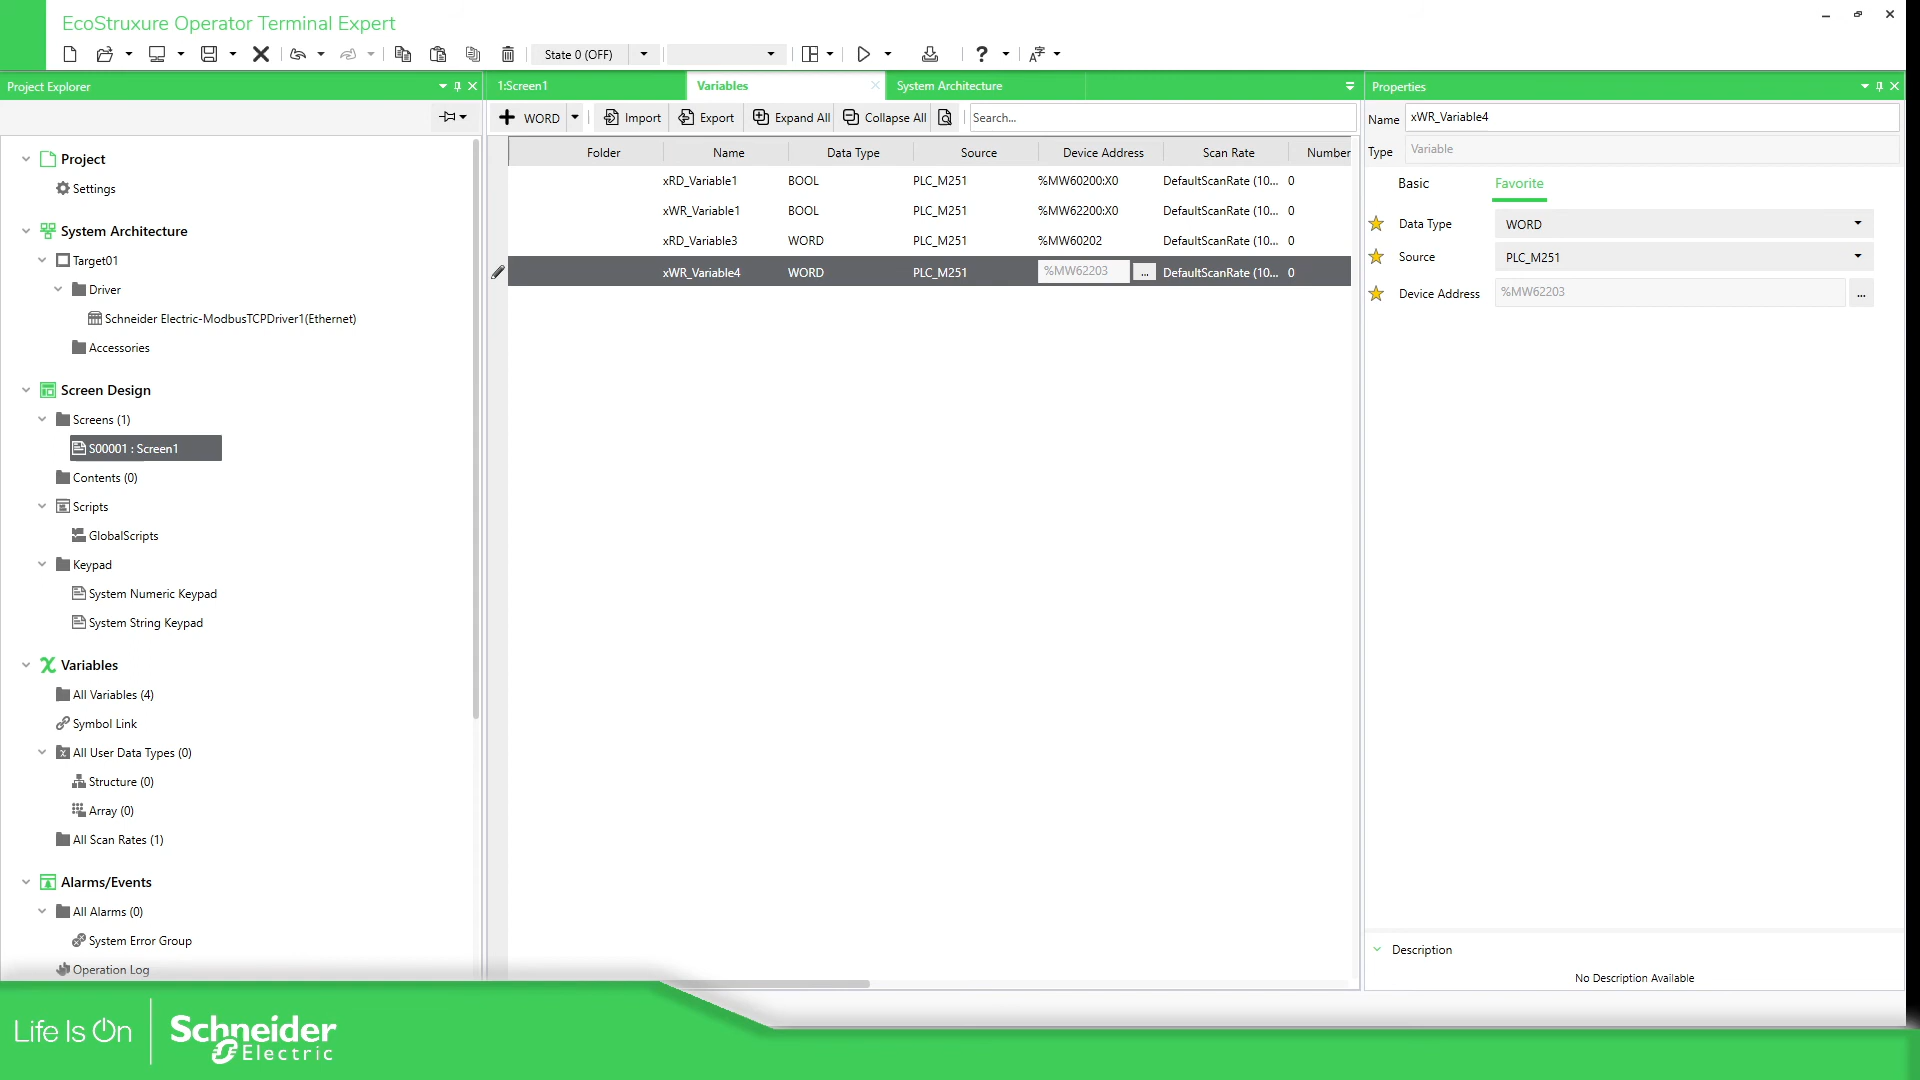 EcoStruxure Operator Terminal Expert
State 0 (OFF)
Project Explorer
1:Screen1
Variables
System Architecture
Properties
WORD
Import
Export
Expand All
Collapse All
Search...
Name
xWR_Variable4
Type
Variable
Basic
Favorite
Data Type
WORD
Source
PLC_M251
Device Address
%MW62203
...
Folder
Name
Data Type
Source
Device Address
Scan Rate
Number
xRD_Variable1 BOOL PLC_M251 %MW60200:X0 DefaultScanRate (10... 0
xWR_Variable1 BOOL PLC_M251 %MW62200:X0 DefaultScanRate (10... 0
xRD_Variable3 WORD PLC_M251 %MW60202 DefaultScanRate (10... 0
xWR_Variable4 WORD PLC_M251 %MW62203 ... DefaultScanRate (10... 0
Project
Settings
System Architecture
Target01
Driver
Schneider Electric-ModbusTCPDriver1(Ethernet)
Accessories
Screen Design
Screens (1)
S00001 : Screen1
Contents (0)
Scripts
GlobalScripts
Keypad
System Numeric Keypad
System String Keypad
Variables
All Variables (4)
Symbol Link
All User Data Types (0)
Structure (0)
Array (0)
All Scan Rates (1)
Alarms/Events
All Alarms (0)
System Error Group
Operation Log
Description
No Description Available
Life Is On
Schneider
Electric